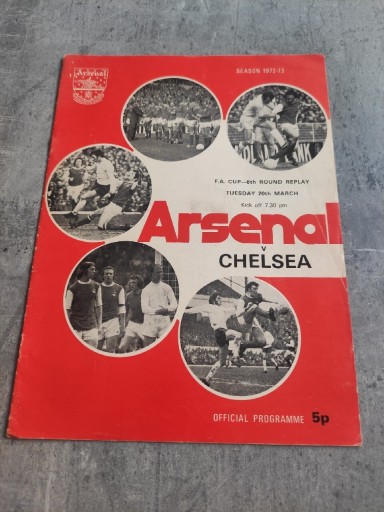 Arsenal
SEASON 1972-73
F.A. CUP—6th ROUND REPLAY
TUESDAY 20th MARCH
Kick off 7.30 pm
Arsenal
v
CHELSEA
OFFICIAL PROGRAMME 5p